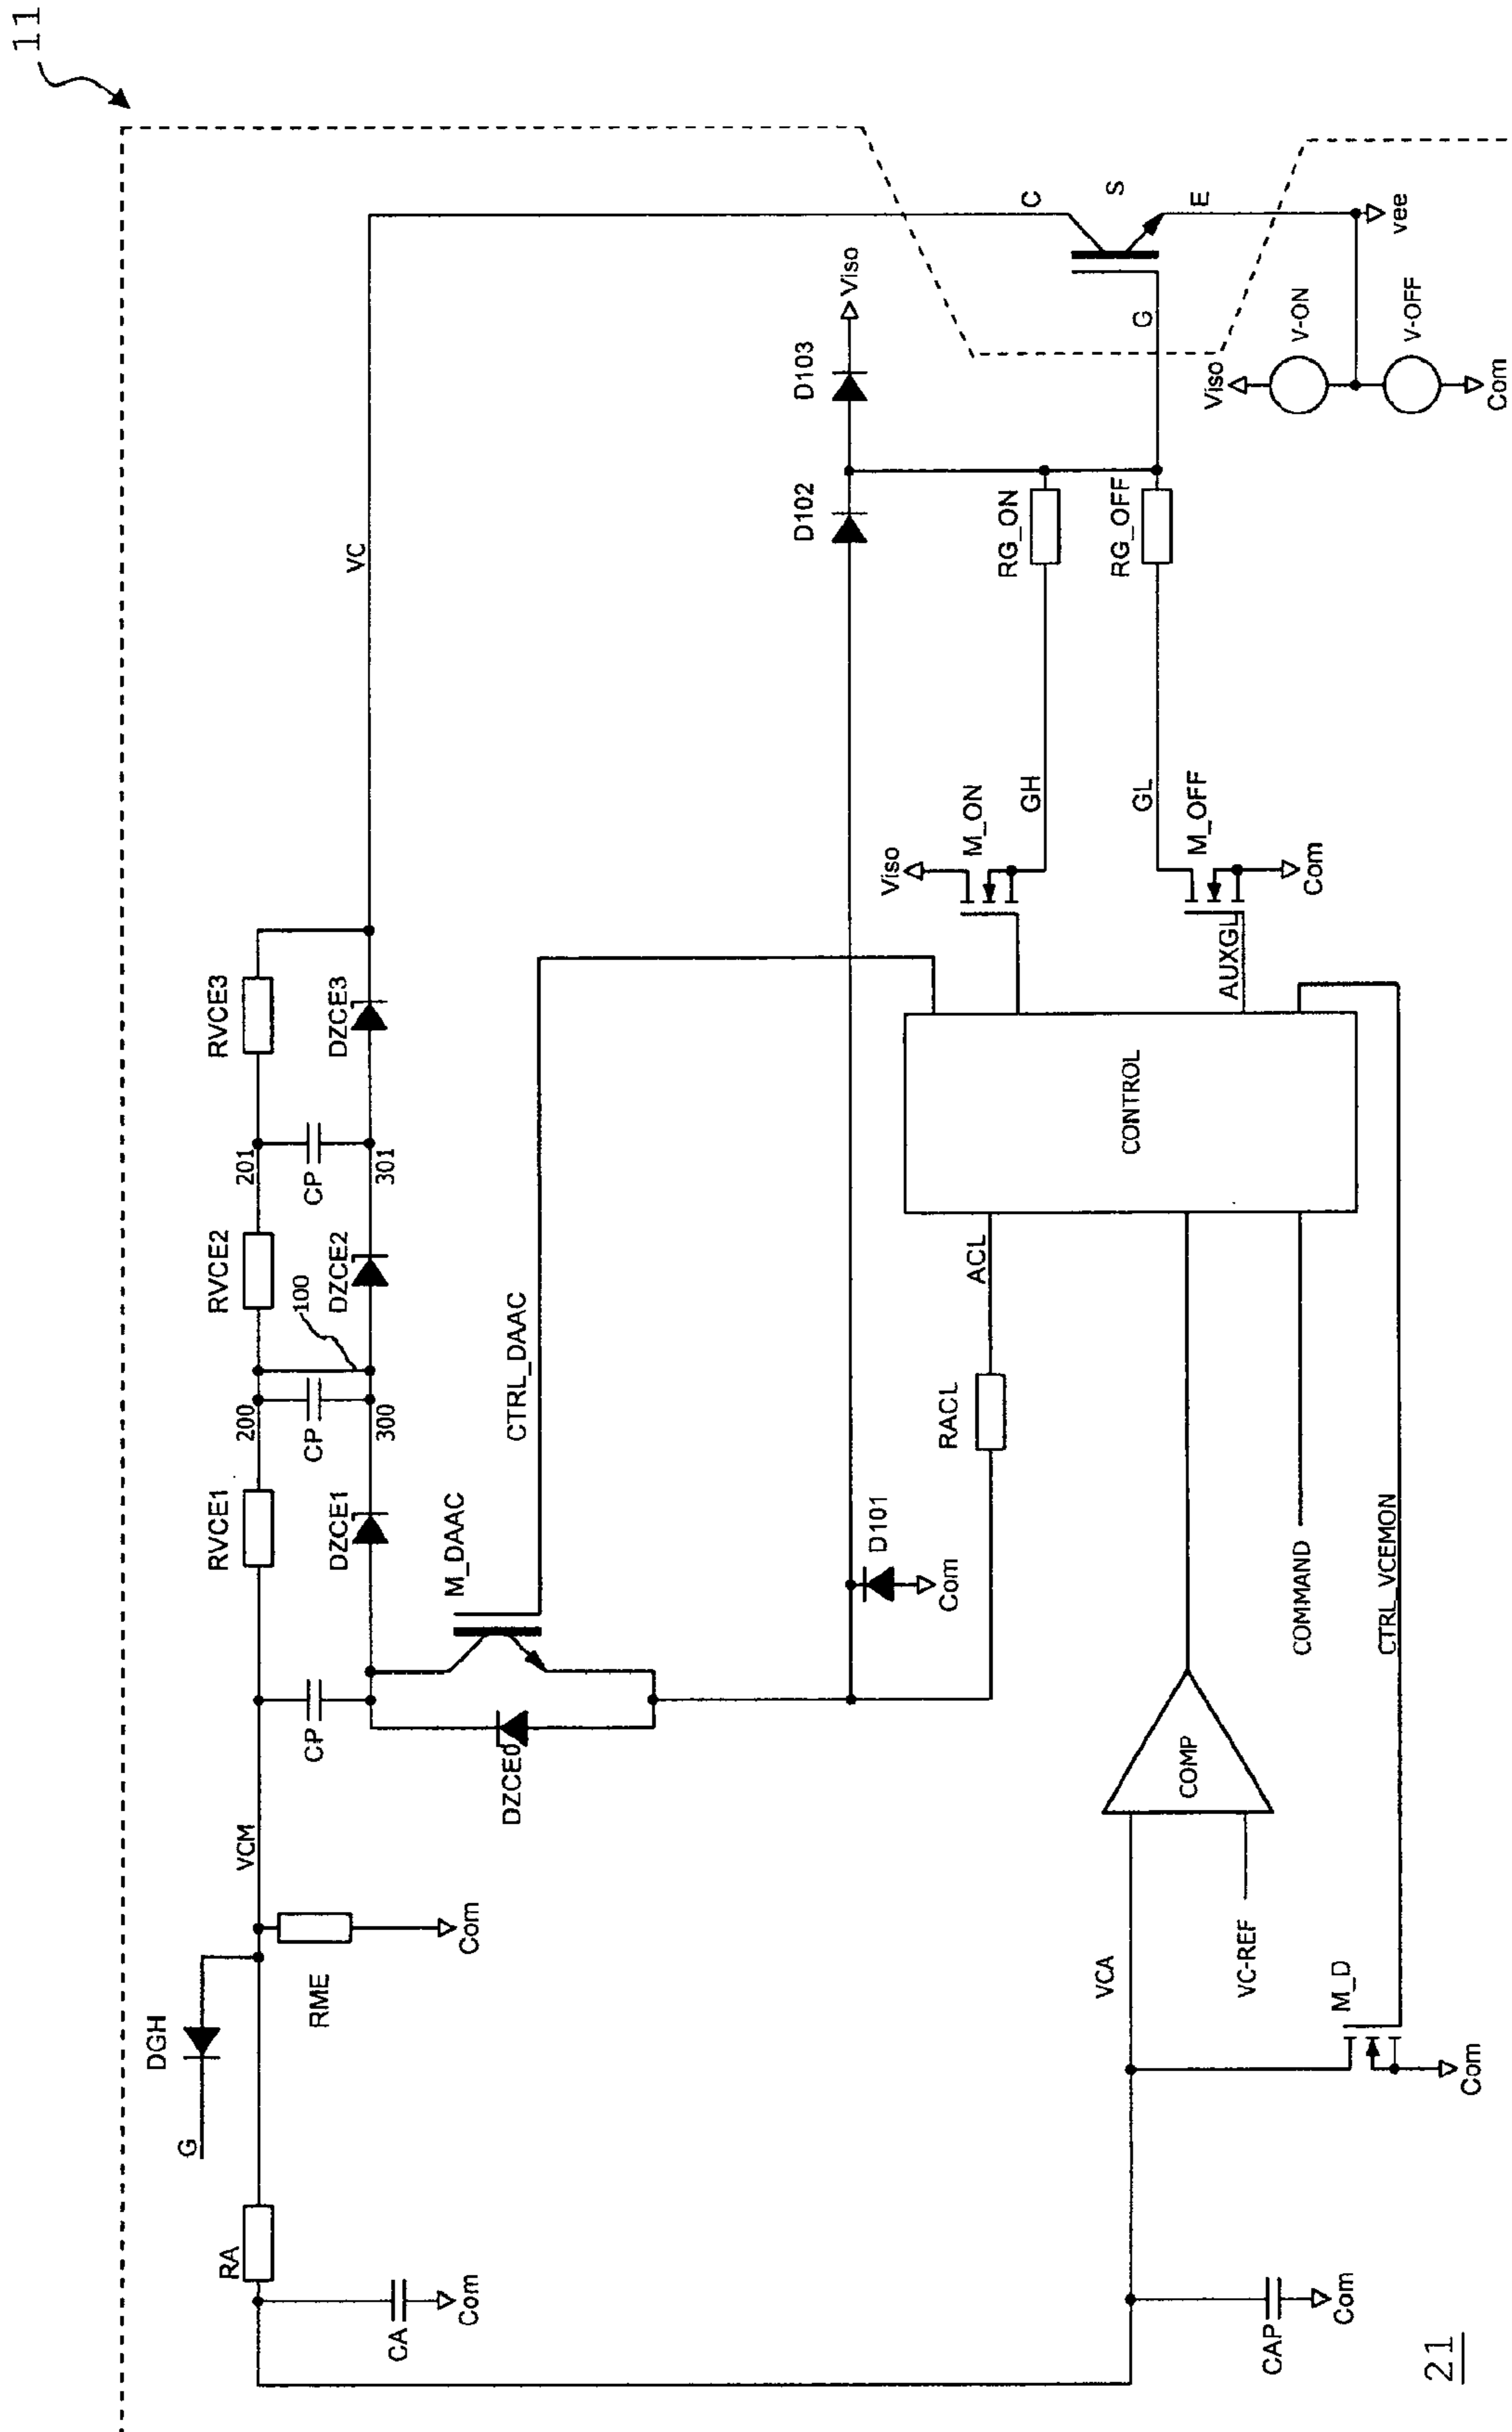 11
VC
C
S
E
vee
G
Viso
V-ON
V-OFF
Com
Viso
D103
D102
RG_ON
RG_OFF
GH
GL
Viso
M_ON
M_OFF
AUXGL
Com
RVCE3
DZCE3
201
CP
301
RVCE2
DZCE2
100
200
CP
300
RVCE1
DZCE1
M_DAAC
CTRL_DAAC
CONTROL
ACL
RACL
D101
Com
COMMAND
CTRL_VCEMON
CP
DZCE0
COMP
VCM
VCA
VC-REF
M_D
Com
RME
Com
DGH
G
RA
CA
Com
CAP
Com
21